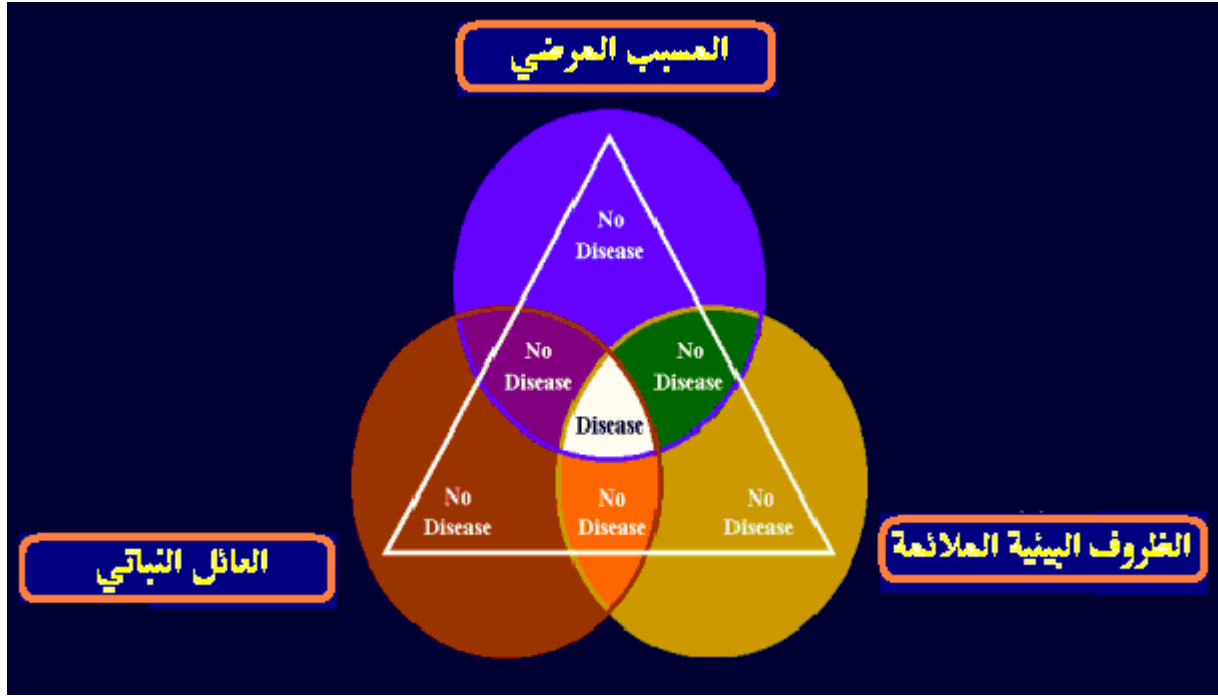 المسبب المرضي
No
Disease
No
Disease
No
Disease
Disease
No
Disease
No
Disease
No
Disease
العائل النباتي
الظروف البيئية الملائمة